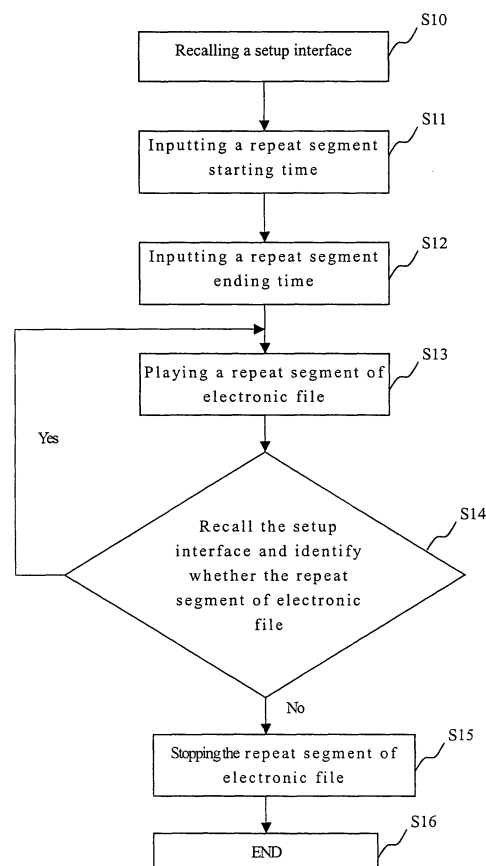 S10
Recalling a setup interface
S11
Inputting a repeat segment
starting time
S12
Inputting a repeat segment
ending time
S13
Playing a repeat segment of
electronic file
Yes
S14
Recall the setup
interface and identify
whether the repeat
segment of electronic
file
No
S15
Stopping the repeat segment of
electronic file
S16
END